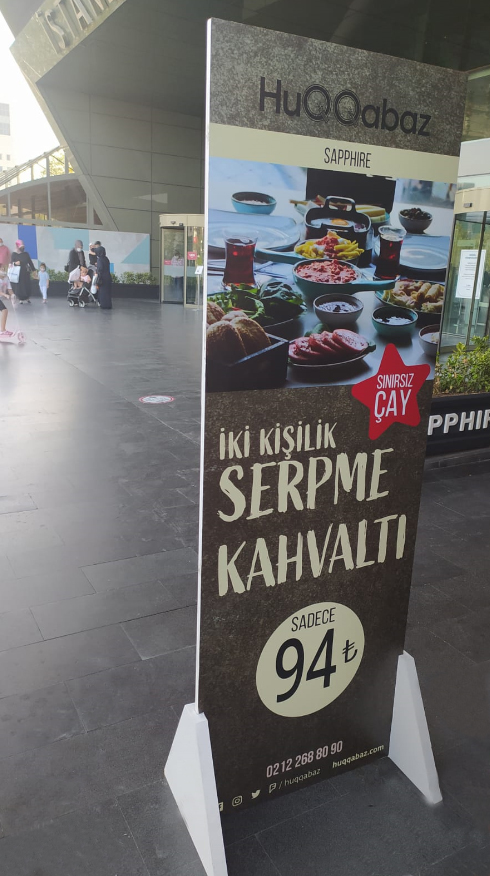 HuQQabaz
SAPPHIRE
SINIRSIZ
ÇAY
İKİ KİŞİLİK
SERPME
KAHVALTI
SADECE
94₺
0212 268 80 90
huqqabaz.com
/ huqqabaz
PPHIR